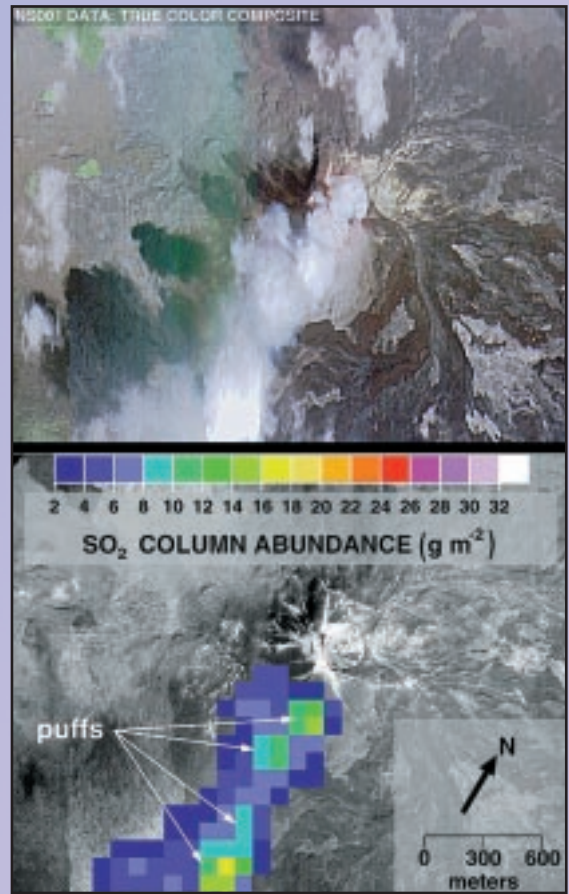 NS001 DATA: TRUE COLOR COMPOSITE
2 4 6 8 10 12 14 16 18 20 22 24 26 28 30 32
SO₂ COLUMN ABUNDANCE (g m⁻²)
puffs
N
0 300 600
meters